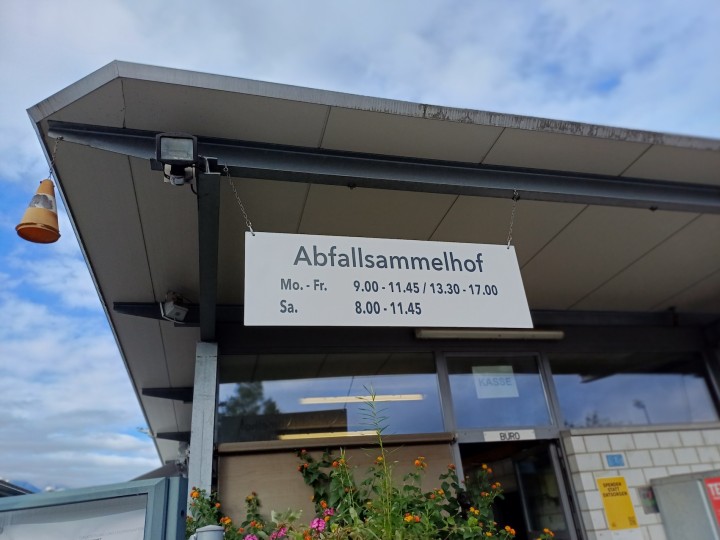 Abfallsammelhof
Mo. - Fr. 9.00 - 11.45 / 13.30 - 17.00
Sa. 8.00 - 11.45
KASSE
BÜRO